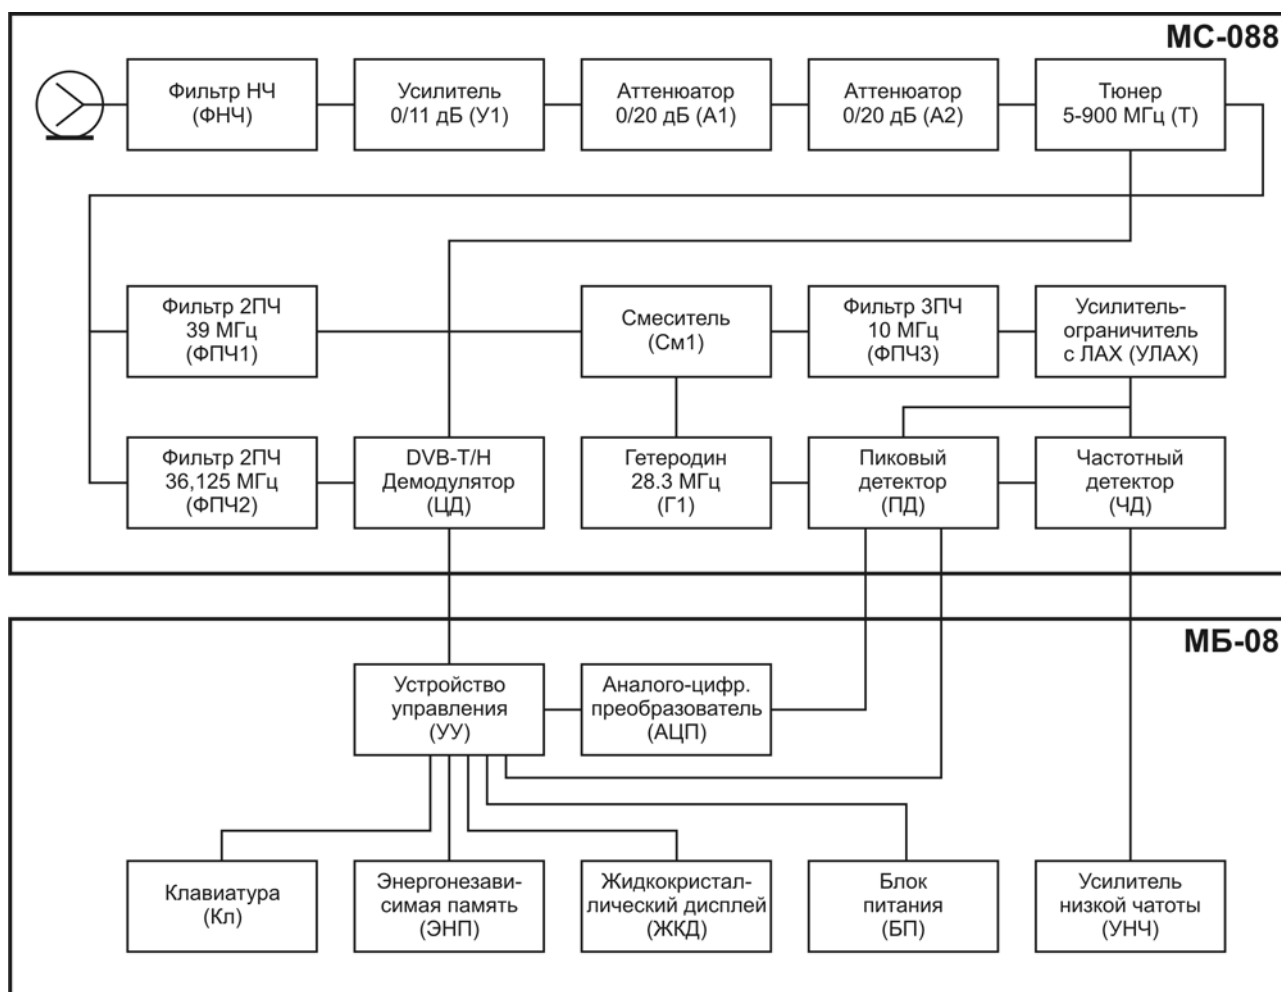 МС-088
Фильтр НЧ
(ФНЧ)
Усилитель
0/11 дБ (У1)
Аттенюатор
0/20 дБ (А1)
Аттенюатор
0/20 дБ (А2)
Тюнер
5-900 МГц (Т)
Фильтр 2ПЧ
39 МГц
(ФПЧ1)
Смеситель
(См1)
Фильтр 3ПЧ
10 МГц
(ФПЧ3)
Усилитель-
ограничитель
с ЛАХ (УЛАХ)
Фильтр 2ПЧ
36,125 МГц
(ФПЧ2)
DVB-T/H
Демодулятор
(ЦД)
Гетеродин
28.3 МГц
(Г1)
Пиковый
детектор
(ПД)
Частотный
детектор
(ЧД)
МБ-08
Устройство
управления
(УУ)
Аналого-цифр.
преобразователь
(АЦП)
Клавиатура
(Кл)
Энергонезави-
симая память
(ЭНП)
Жидкокристал-
лический дисплей
(ЖКД)
Блок
питания
(БП)
Усилитель
низкой чатоты
(УНЧ)